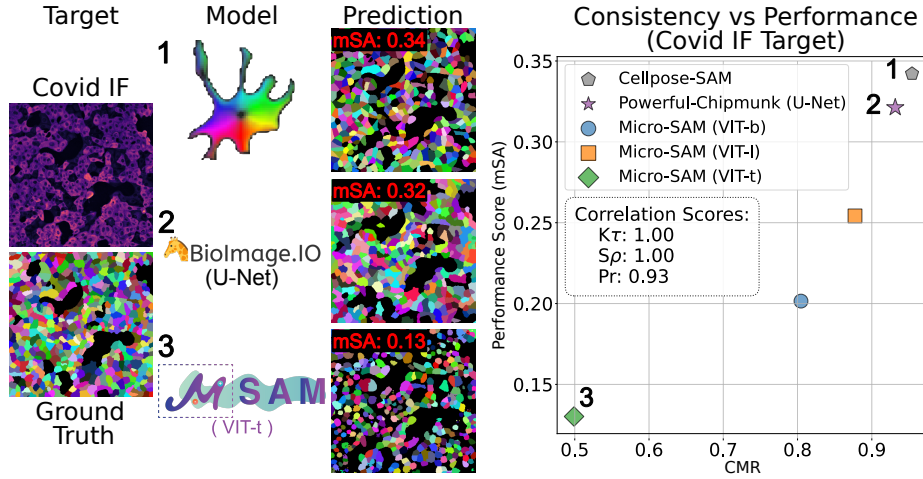 Target
Model
Prediction
Covid IF
Ground
Truth
1
2
BioImage.IO
(U-Net)
3
μSAM
(VIT-t)
mSA: 0.34
mSA: 0.32
mSA: 0.13
Consistency vs Performance
(Covid IF Target)
Performance Score (mSA)
0.35
0.30
0.25
0.20
0.15
Cellpose-SAM
Powerful-Chipmunk (U-Net)
Micro-SAM (VIT-b)
Micro-SAM (VIT-l)
Micro-SAM (VIT-t)
Correlation Scores:
Kτ: 1.00
Sρ: 1.00
Pr: 0.93
1
2
3
0.5
0.6
0.7
0.8
0.9
CMR